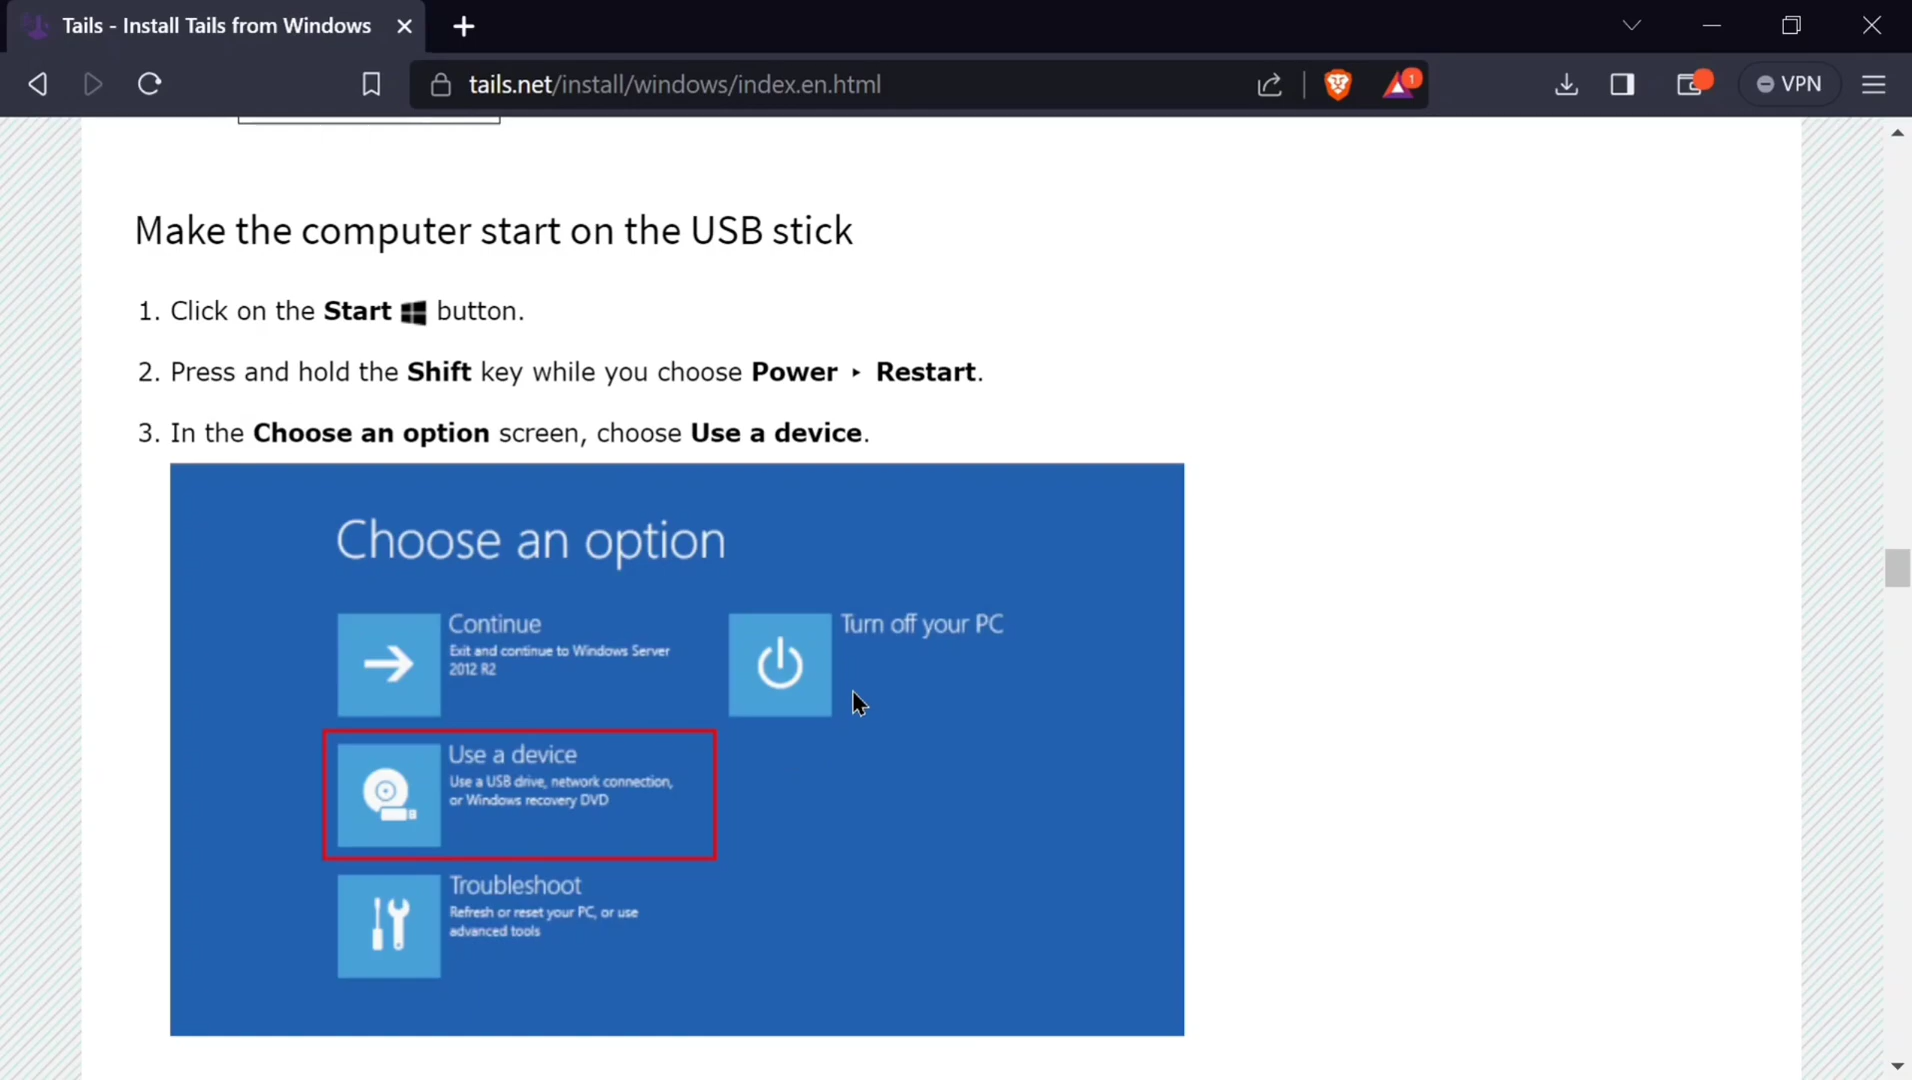 Tails - Install Tails from Windows
tails.net/install/windows/index.en.html
1
VPN
Make the computer start on the USB stick
1. Click on the Start button.
2. Press and hold the Shift key while you choose Power ▸ Restart.
3. In the Choose an option screen, choose Use a device.
Choose an option
Continue
Exit and continue to Windows Server
2012 R2
Turn off your PC
Use a device
Use a USB drive, network connection,
or Windows recovery DVD
Troubleshoot
Refresh or reset your PC, or use
advanced tools